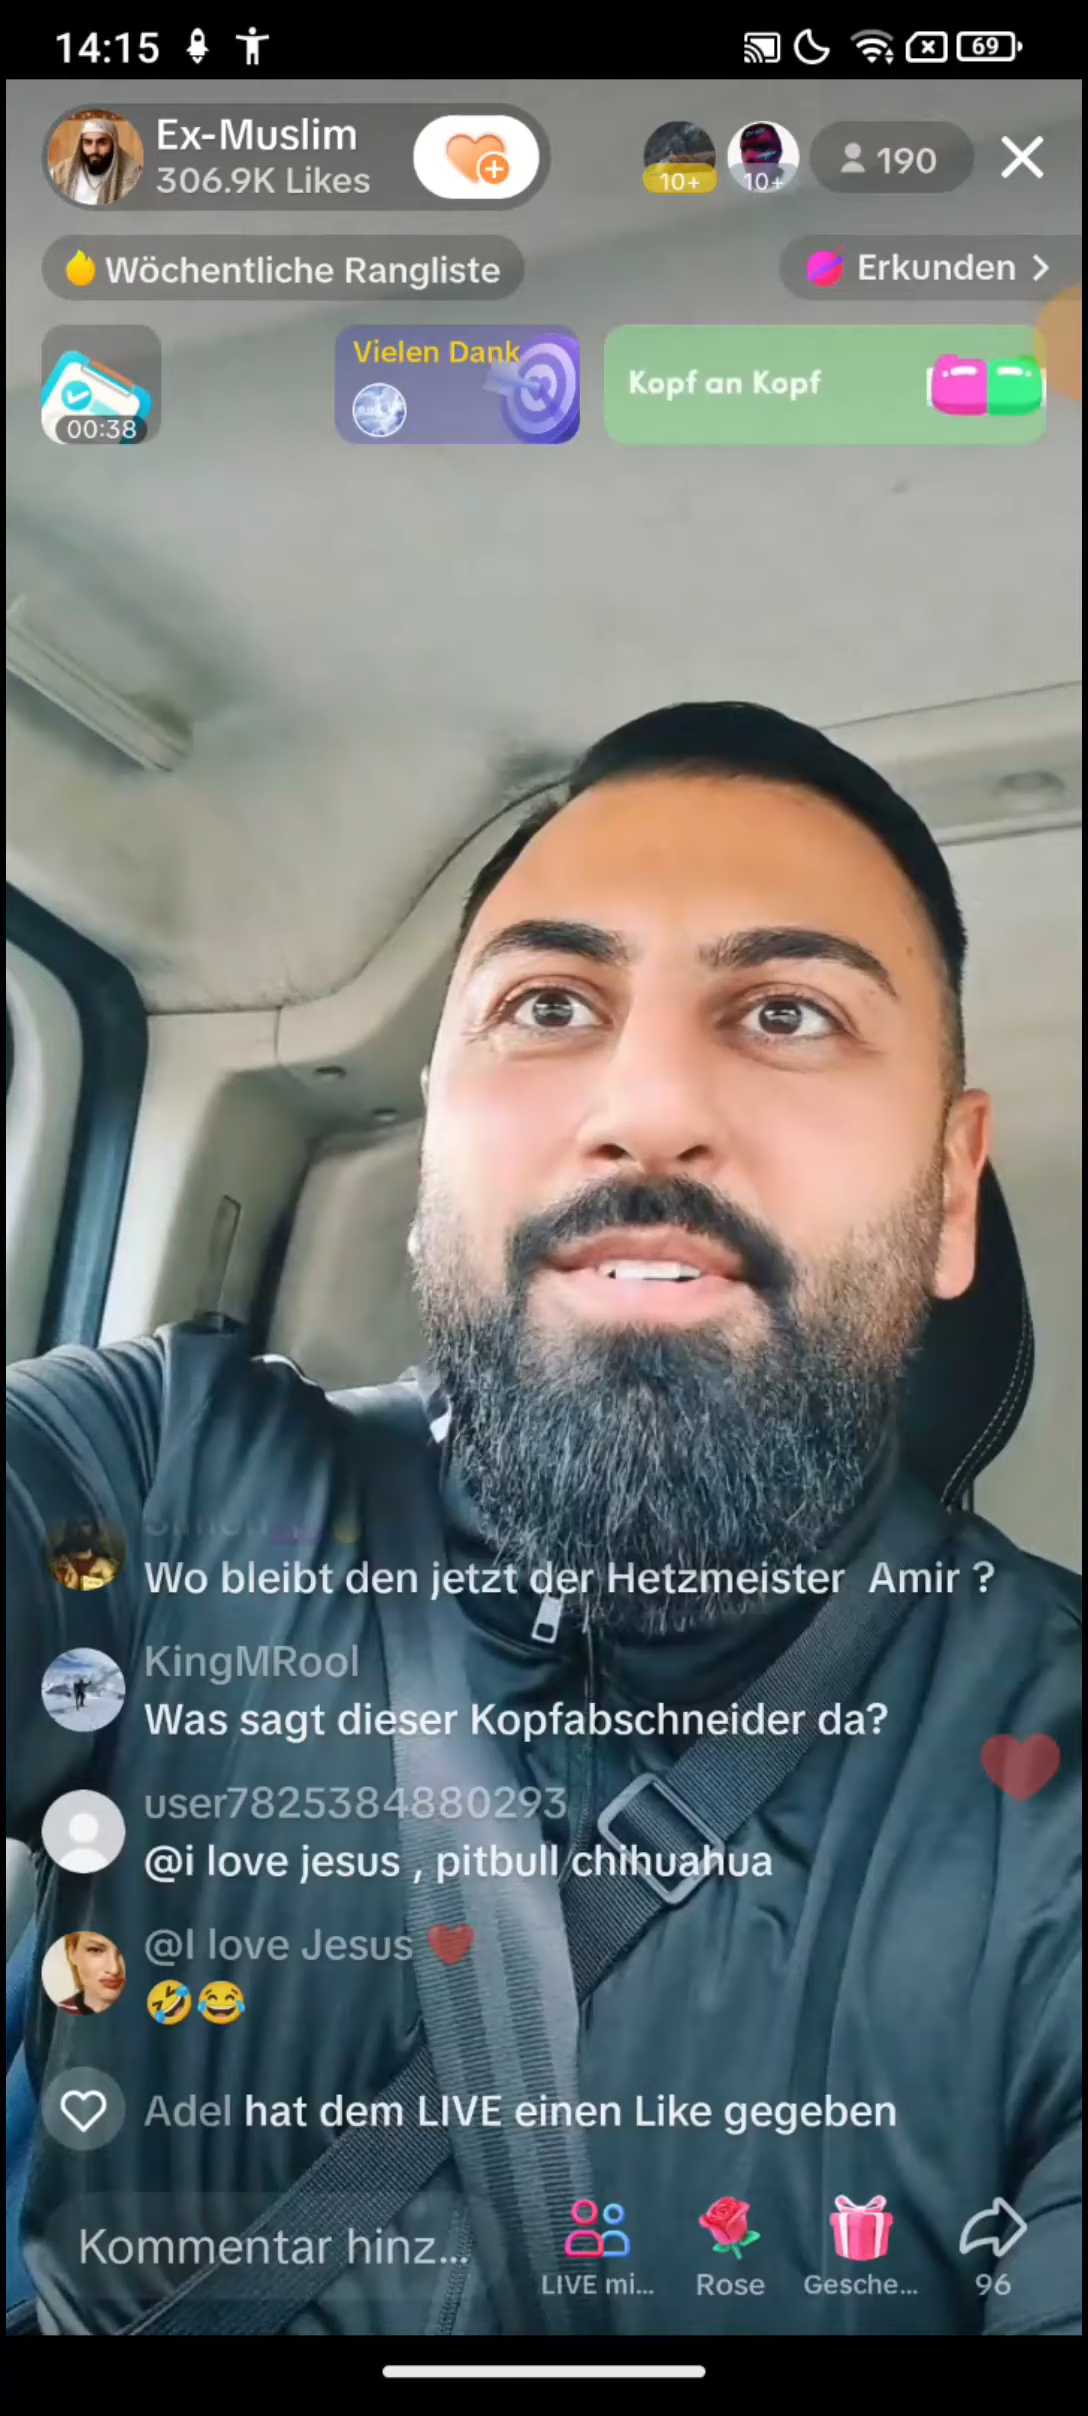 14:15
69
Ex-Muslim
306.9K Likes
10+
10+
190
Wöchentliche Rangliste
Erkunden
00:38
Vielen Dank
Kopf an Kopf
Wo bleibt den jetzt der Hetzmeister Amir ?
KingMRool
Was sagt dieser Kopfabschneider da?
user7825384880293
@i love jesus , pitbull chihuahua
@I love Jesus
Adel hat dem LIVE einen Like gegeben
Kommentar hinz...
LIVE mi...
Rose
Gesche...
96